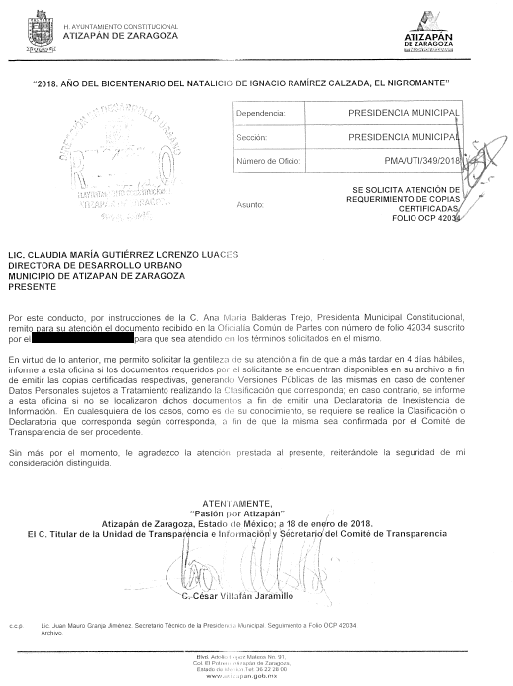 H. AYUNTAMIENTO CONSTITUCIONAL
ATIZAPÁN DE ZARAGOZA
ATIZAPÁN
DE ZARAGOZA
"2018. AÑO DEL BICENTENARIO DEL NATALICIO DE IGNACIO RAMÍREZ CALZADA, EL NIGROMANTE"
DIRECCIÓN DE DESARROLLO URBANO
Dependencia: PRESIDENCIA MUNICIPAL
Sección: PRESIDENCIA MUNICIPAL
Número de Oficio: PMA/UTI/349/2018
Asunto: SE SOLICITA ATENCIÓN DE
REQUERIMIENTO DE COPIAS
CERTIFICADAS.
FOLIO OCP 42034
LIC. CLAUDIA MARÍA GUTIÉRREZ LORENZO LUACES
DIRECTORA DE DESARROLLO URBANO
MUNICIPIO DE ATIZAPAN DE ZARAGOZA
PRESENTE
Por este conducto, por instrucciones de la C. Ana María Balderas Trejo, Presidenta Municipal Constitucional,
remito para su atención el documento recibido en la Oficialía Común de Partes con número de folio 42034 suscrito
por el para que sea atendido en los términos solicitados en el mismo.
En virtud de lo anterior, me permito solicitar la gentileza de su atención a fin de que a más tardar en 4 días hábiles,
informe a esta oficina si los documentos requeridos por el solicitante se encuentran disponibles en su archivo a fin
de emitir las copias certificadas respectivas, generando Versiones Públicas de las mismas en caso de contener
Datos Personales sujetos a Tratamiento realizando la Clasificación que corresponda; en caso contrario, se informe
a esta oficina si no se localizaron dichos documentos a fin de emitir una Declaratoria de Inexistencia de
Información. En cualesquiera de los casos, como es de su conocimiento, se requiere se realice la Clasificación o
Declaratoria que corresponda según corresponda, a fin de que la misma sea confirmada por el Comité de
Transparencia de ser procedente.
Sin más por el momento, le agradezco la atención prestada al presente, reiterándole la seguridad de mi
consideración distinguida.
ATENTAMENTE,
"Pasión por Atizapán"
Atizapán de Zaragoza, Estado de México; a 18 de enero de 2018.
El C. Titular de la Unidad de Transparencia e Información y Secretario del Comité de Transparencia
C. César Villafán Jaramillo
c.c.p. Lic. Juan Mauro Granja Jiménez. Secretario Técnico de la Presidencia Municipal. Seguimiento a Folio OCP 42034
Archivo
Blvd. Adolfo López Mateos No. 91,
Col. El Potrero Atizapán de Zaragoza,
Estado de México Tel: 36 22 28 00
www.atizapan.gob.mx